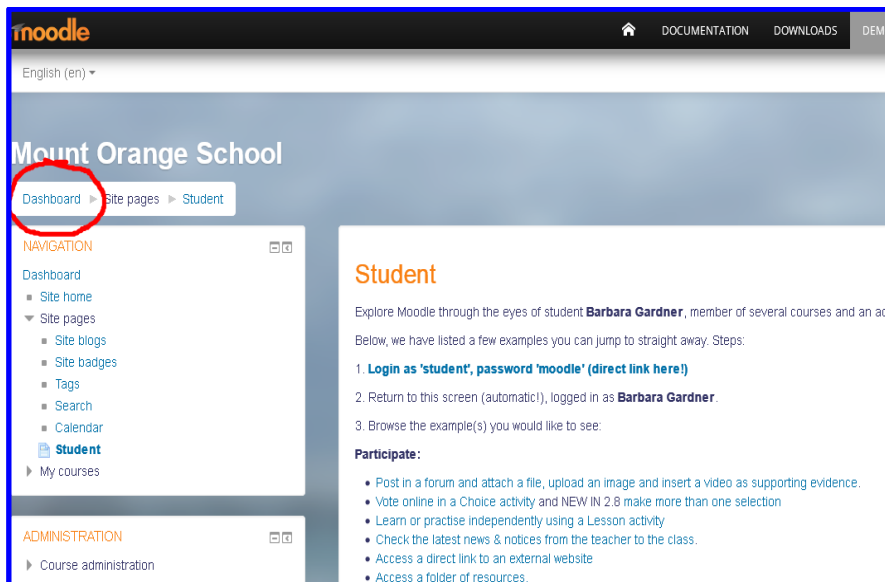 moodle
DOCUMENTATION DOWNLOADS DEM
English (en)
Mount Orange School
Dashboard Site pages Student
NAVIGATION
Dashboard
Site home
Site pages
Site blogs
Site badges
Tags
Search
Calendar
Student
My courses
ADMINISTRATION
Course administration
Student
Explore Moodle through the eyes of student Barbara Gardner, member of several courses and an ac
Below, we have listed a few examples you can jump to straight away. Steps:
1. Login as 'student', password 'moodle' (direct link here!)
2. Return to this screen (automatic!), logged in as Barbara Gardner.
3. Browse the example(s) you would like to see:
Participate:
Post in a forum and attach a file, upload an image and insert a video as supporting evidence.
Vote online in a Choice activity and NEW IN 2.8 make more than one selection
Learn or practise independently using a Lesson activity
Check the latest news & notices from the teacher to the class.
Access a direct link to an external website
Access a folder of resources.